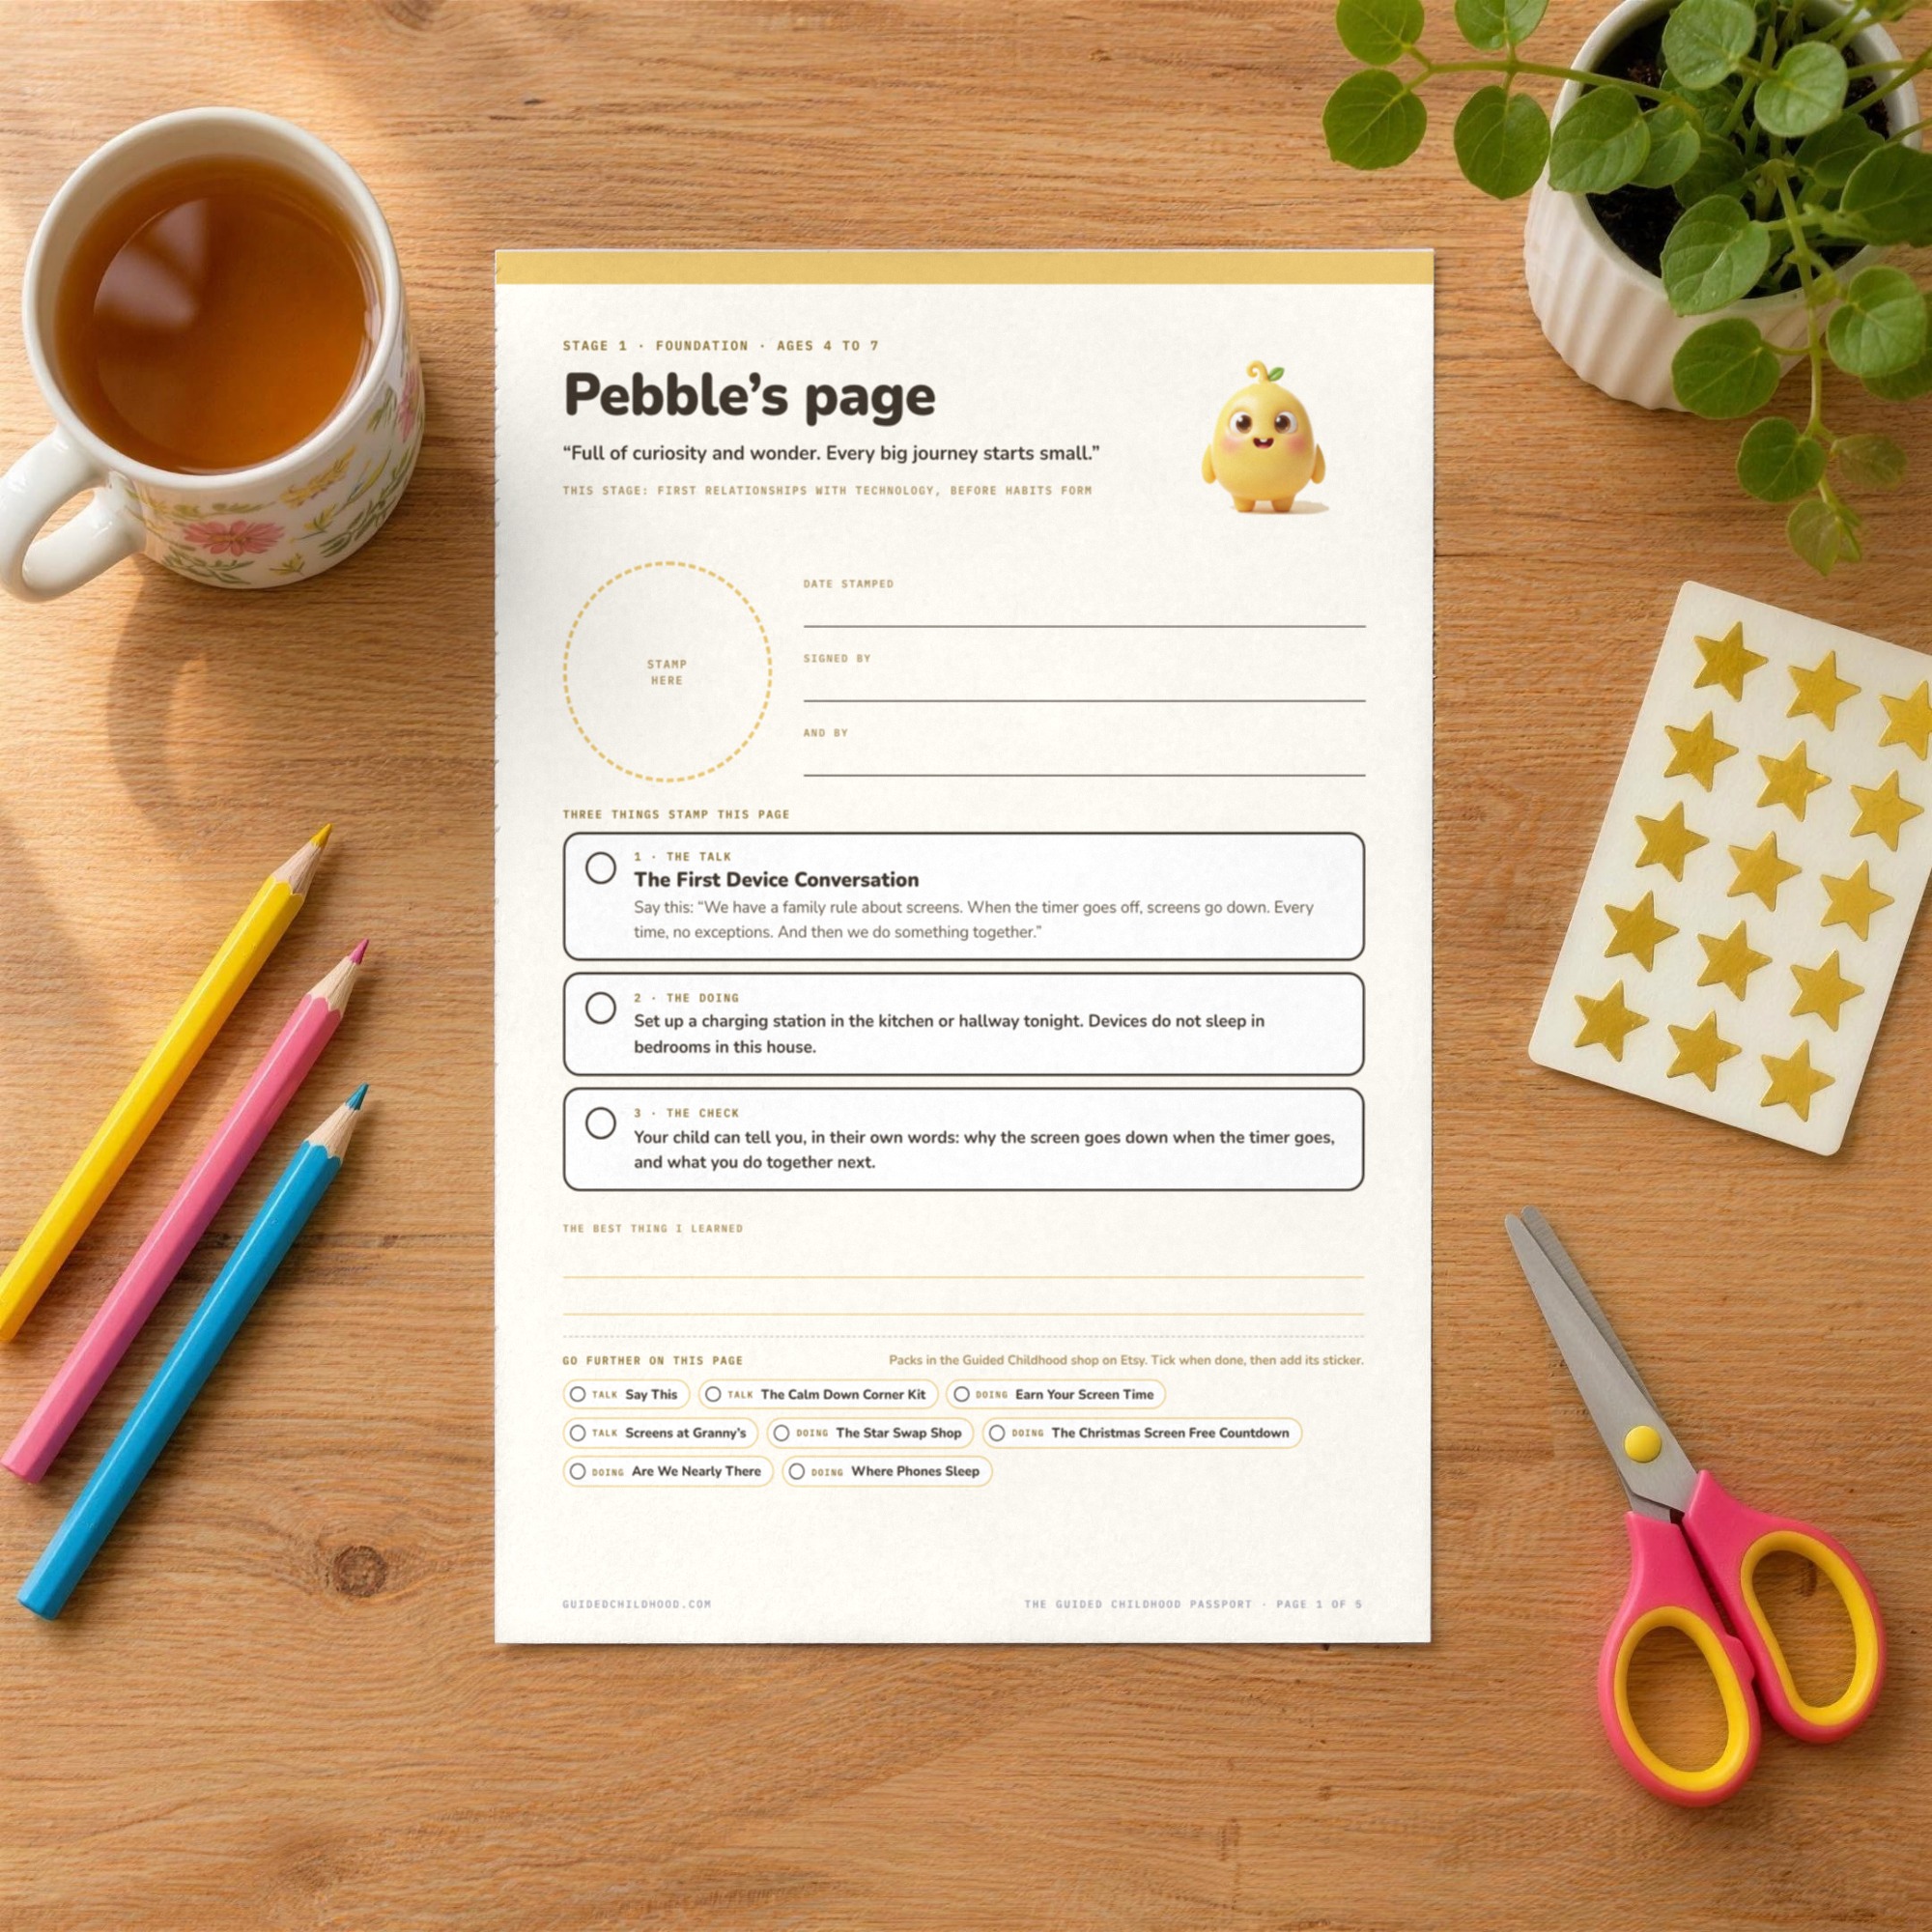 STAGE 1 · FOUNDATION · AGES 4 TO 7
Pebble’s page
“Full of curiosity and wonder. Every big journey starts small.”
THIS STAGE: FIRST RELATIONSHIPS WITH TECHNOLOGY, BEFORE HABITS FORM
STAMP
HERE
DATE STAMPED
SIGNED BY
AND BY
THREE THINGS STAMP THIS PAGE
1 · THE TALK
The First Device Conversation
Say this: “We have a family rule about screens. When the timer goes off, screens go down. Every
time, no exceptions. And then we do something together.”
2 · THE DOING
Set up a charging station in the kitchen or hallway tonight. Devices do not sleep in
bedrooms in this house.
3 · THE CHECK
Your child can tell you, in their own words: why the screen goes down when the timer goes,
and what you do together next.
THE BEST THING I LEARNED
GO FURTHER ON THIS PAGE Packs in the Guided Childhood shop on Etsy. Tick when done, then add its sticker.
TALK Say This TALK The Calm Down Corner Kit DOING Earn Your Screen Time
TALK Screens at Granny’s DOING The Star Swap Shop DOING The Christmas Screen Free Countdown
DOING Are We Nearly There DOING Where Phones Sleep
GUIDEDCHILDHOOD.COM THE GUIDED CHILDHOOD PASSPORT · PAGE 1 OF 5